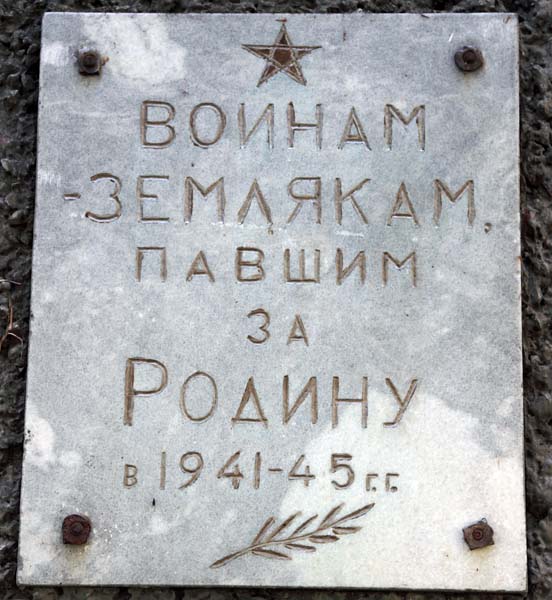 ВОИНАМ
-ЗЕМЛЯКАМ,
ПАВШИМ
ЗА
РОДИНУ
в 1941-45 г.г.